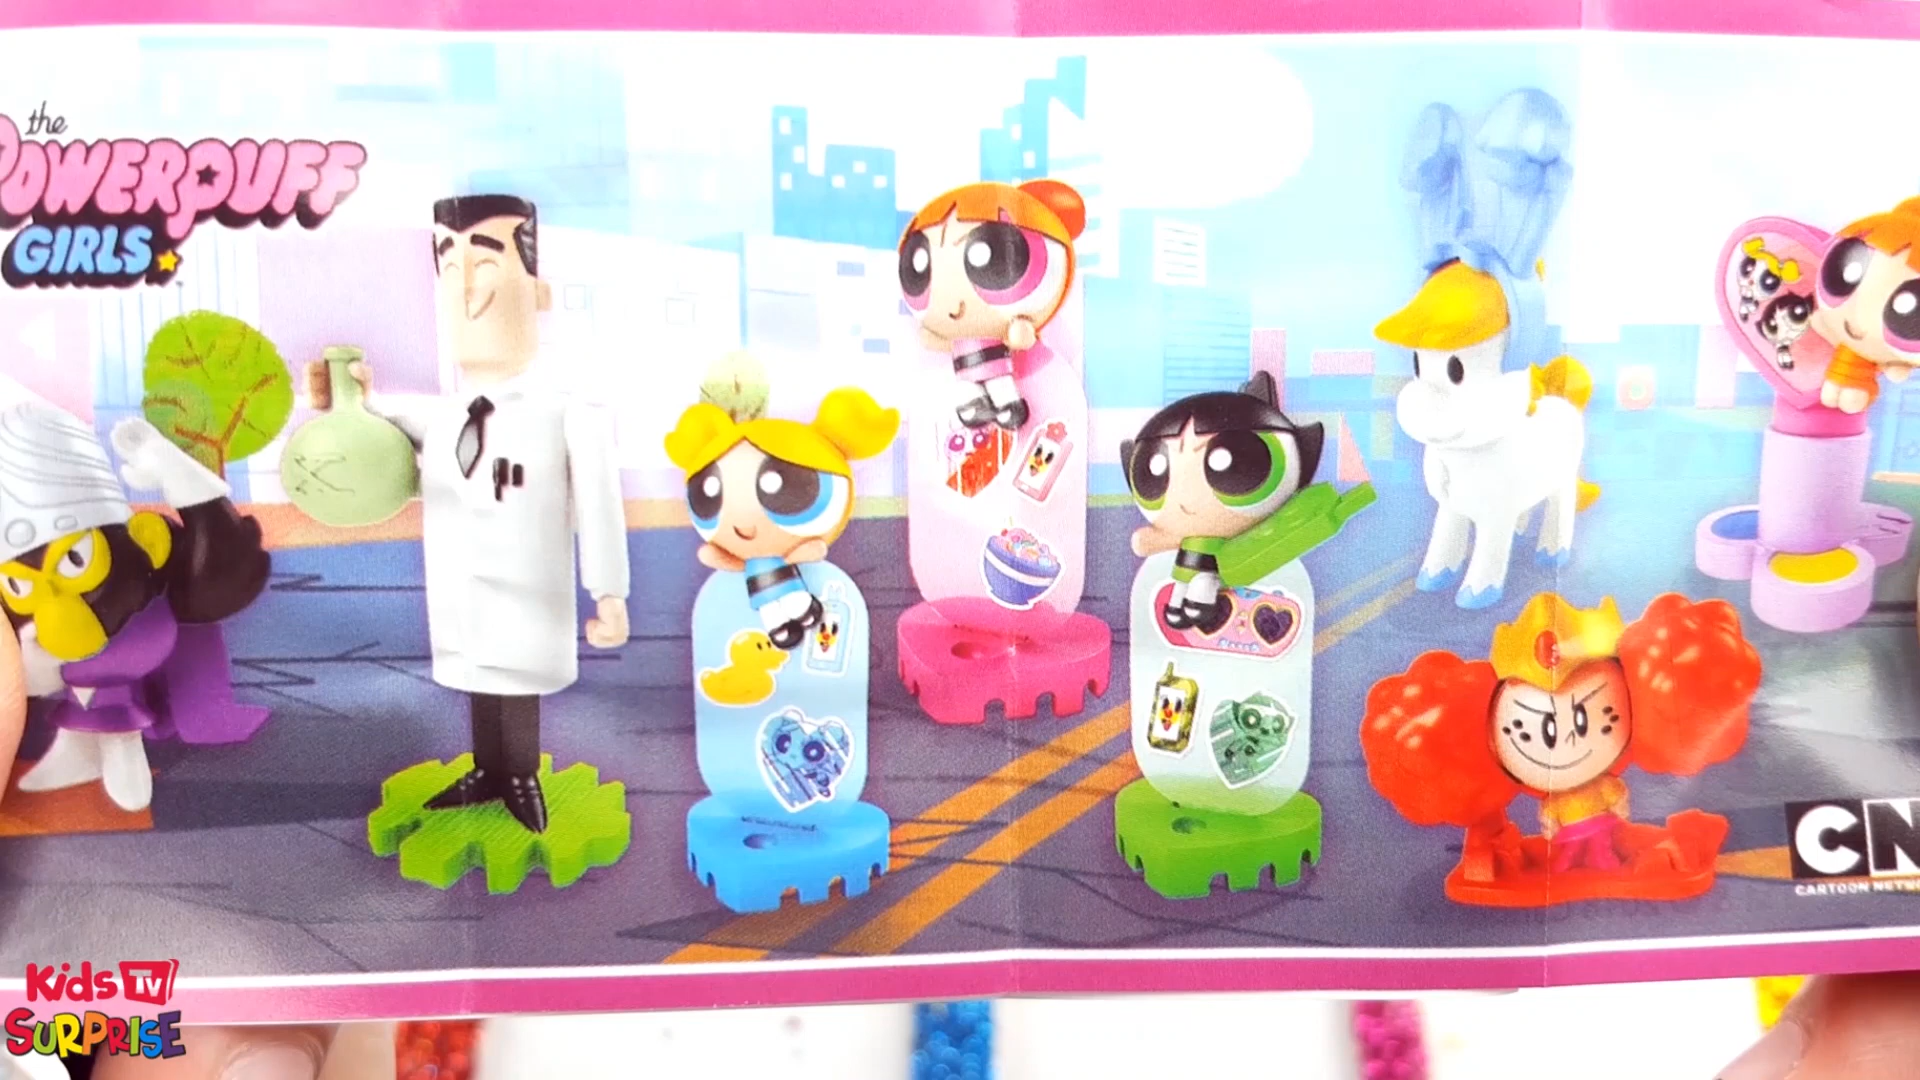 the
POWERPUFF
GIRLS
CN
CARTOON NETW
Kids TV
SURPRISE